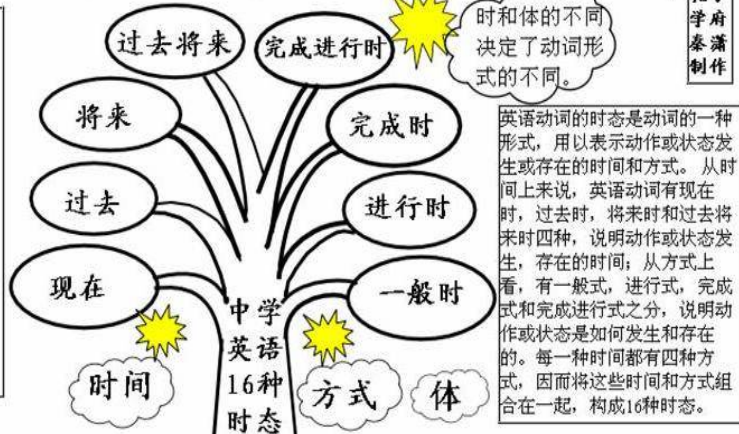 过去将来
完成进行时
时和体的不同
决定了动词形
式的不同。
学府
秦潇
制作
将来
完成时
过去
进行时
现在
一般时
中学
英语
16种
时态
时间
方式
体
英语动词的时态是动词的一种
形式，用以表示动作或状态发
生或存在的时间和方式。从时
间上来说，英语动词有现在
时，过去时，将来时和过去将
来时四种，说明动作或状态发
生，存在的时间；从方式上
看，有一般式，进行式，完成
式和完成进行式之分，说明动
作或状态是如何发生和存在
的。每一种时间都有四种方
式，因而将这些时间和方式组
合在一起，构成16种时态。